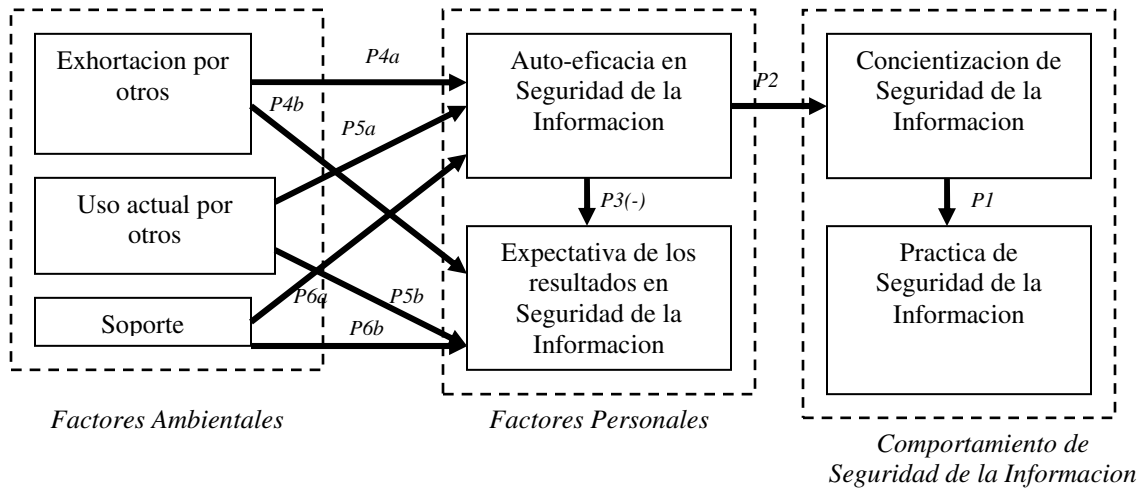 Exhortacion por
otros
Uso actual por
otros
Soporte
Factores Ambientales
P4a
P4b
P5a
P6a
P5b
P6b
Auto-eficacia en
Seguridad de la
Informacion
P3(-)
Expectativa de los
resultados en
Seguridad de la
Informacion
Factores Personales
P2
Concientizacion de
Seguridad de la
Informacion
P1
Practica de
Seguridad de la
Informacion
Comportamiento de
Seguridad de la Informacion